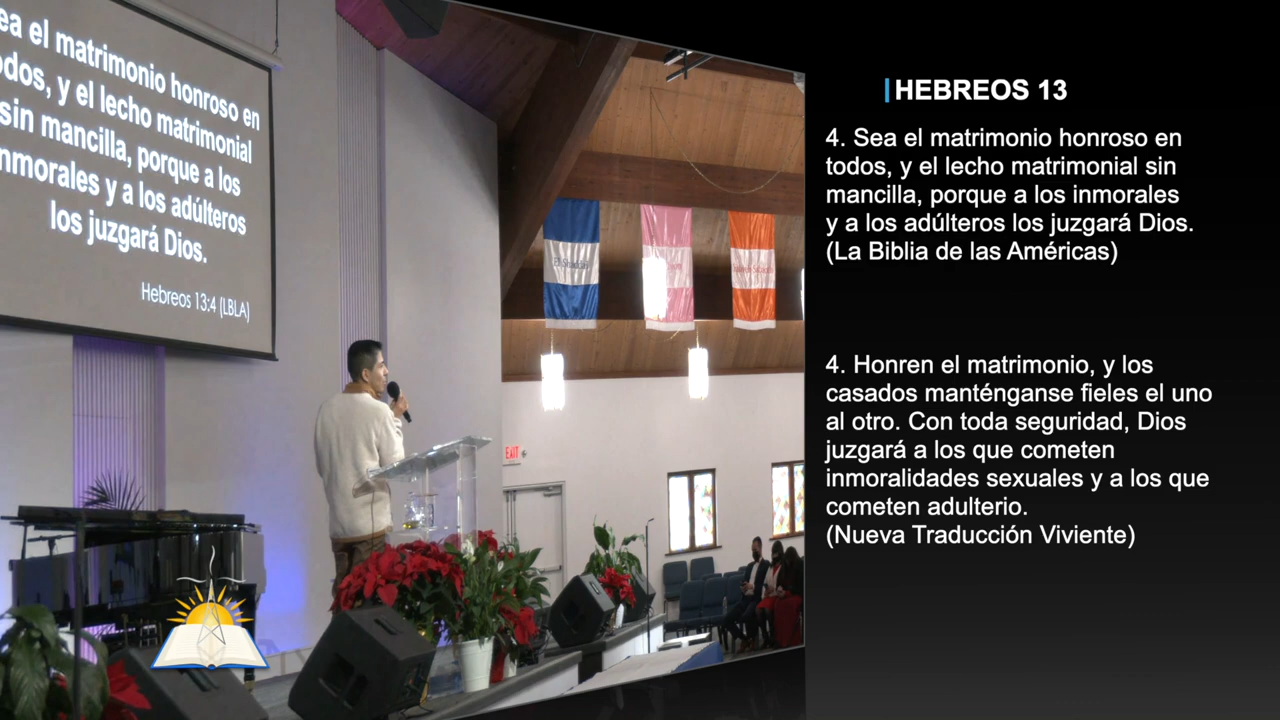 ea el matrimonio honroso en
odos, y el lecho matrimonial
sin mancilla, porque a los
nmorales y a los adúlteros
los juzgará Dios.
Hebreos 13:4 (LBLA)
EXIT
HEBREOS 13
4. Sea el matrimonio honroso en
todos, y el lecho matrimonial sin
mancilla, porque a los inmorales
y a los adúlteros los juzgará Dios.
(La Biblia de las Américas)
4. Honren el matrimonio, y los
casados manténganse fieles el uno
al otro. Con toda seguridad, Dios
juzgará a los que cometen
inmoralidades sexuales y a los que
cometen adulterio.
(Nueva Traducción Viviente)